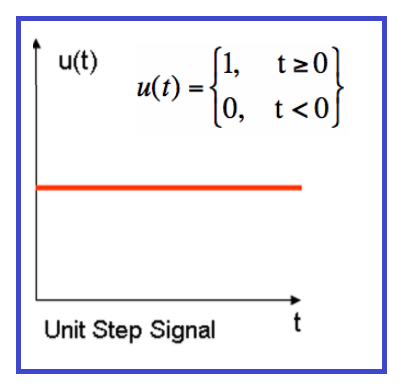 u(t)
u(t) = {1, t ≥ 0
0, t < 0}
Unit Step Signal
t